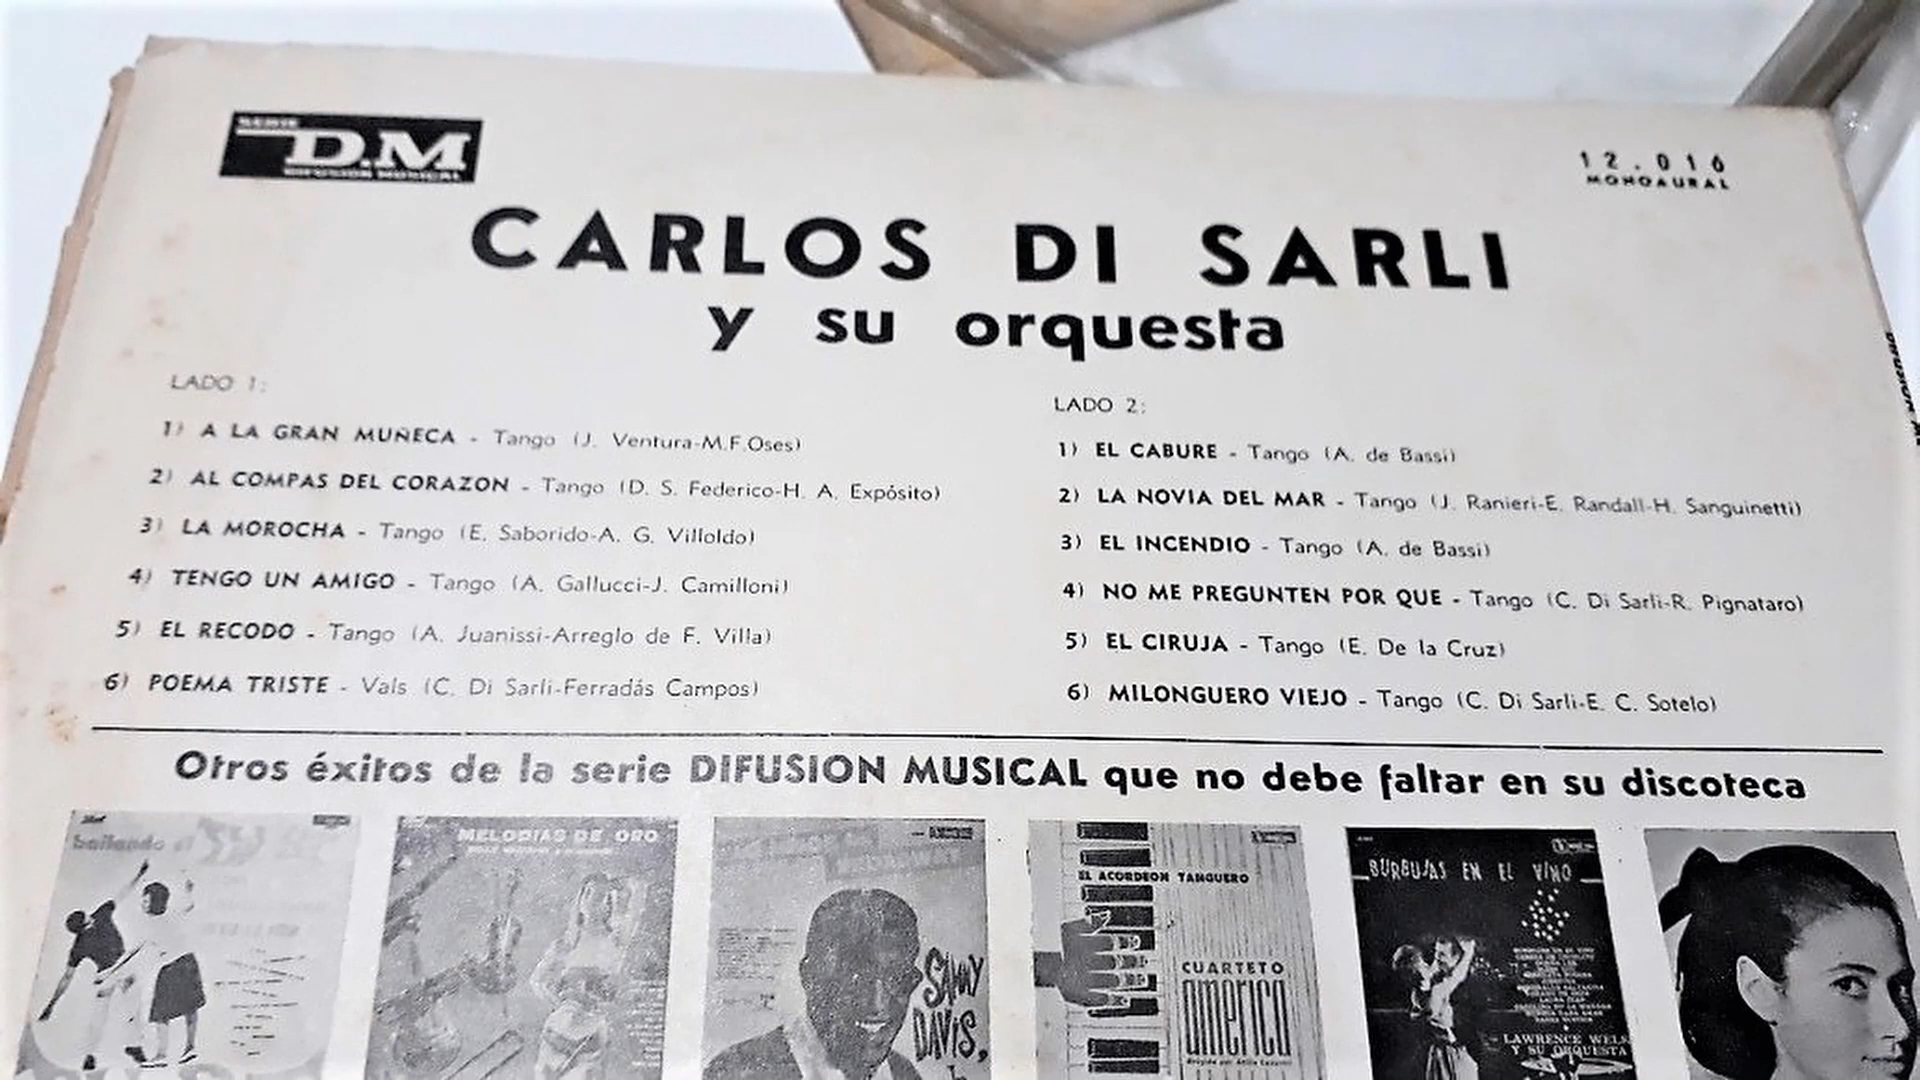 SERIE
D.M
DIFUSION MUSICAL
12.016
MONOAURAL
CARLOS DI SARLI
y su orquesta
LADO 1:
1) A LA GRAN MUÑECA - Tango (J. Ventura-M.F.Oses)
2) AL COMPAS DEL CORAZON - Tango (D. S. Federico-H. A. Expósito)
3) LA MOROCHA - Tango (E. Saborido-A. G. Villoldo)
4) TENGO UN AMIGO - Tango (A. Gallucci-J. Camilloni)
5) EL RECODO - Tango (A. Juanissi-Arreglo de F. Villa)
6) POEMA TRISTE - Vals (C. Di Sarli-Ferradás Campos)
LADO 2:
1) EL CABURE - Tango (A. de Bassi)
2) LA NOVIA DEL MAR - Tango (J. Ranieri-E. Randall-H. Sanguinetti)
3) EL INCENDIO - Tango (A. de Bassi)
4) NO ME PREGUNTEN POR QUE - Tango (C. Di Sarli-R. Pignataro)
5) EL CIRUJA - Tango (E. De la Cruz)
6) MILONGUERO VIEJO - Tango (C. Di Sarli-E. C. Sotelo)
Otros éxitos de la serie DIFUSION MUSICAL que no debe faltar en su discoteca
bailando el
MELODIAS DE ORO
SAMMY
DAVIS,
EL ACORDEON TANGUERO
CUARTETO
america
BURBUJAS EN EL VINO
LAWRENCE WELK
Y SU ORQUESTA